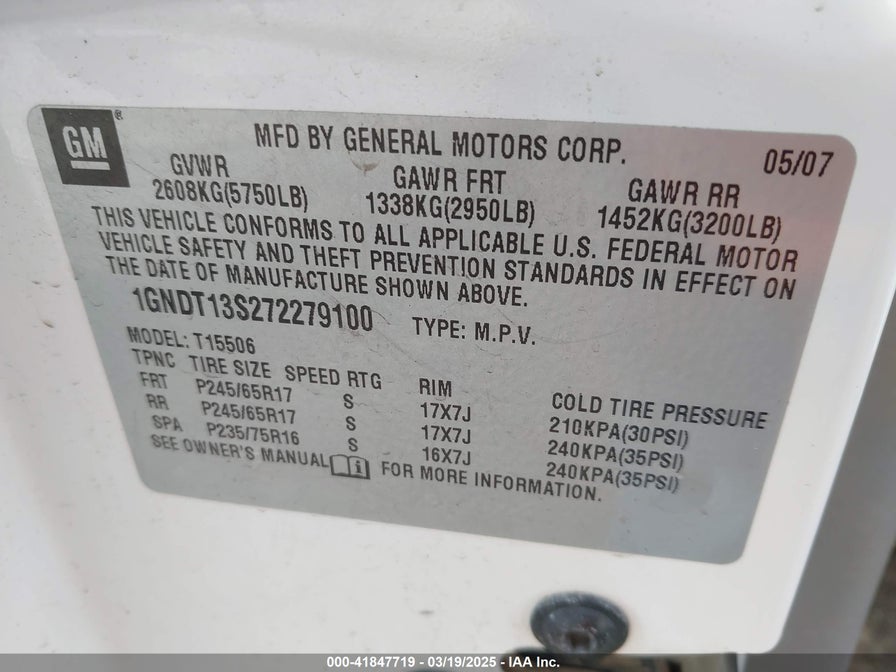 GM®
MFD BY GENERAL MOTORS CORP. 05/07
GVWR GAWR FRT GAWR RR
2608KG(5750LB) 1338KG(2950LB) 1452KG(3200LB)
THIS VEHICLE CONFORMS TO ALL APPLICABLE U.S. FEDERAL MOTOR
VEHICLE SAFETY AND THEFT PREVENTION STANDARDS IN EFFECT ON
THE DATE OF MANUFACTURE SHOWN ABOVE.
1GNDT13S272279100 TYPE: M.P.V.
MODEL: T15506
TPNC TIRE SIZE SPEED RTG RIM COLD TIRE PRESSURE
FRT P245/65R17 S 17X7J 210KPA(30PSI)
RR P245/65R17 S 17X7J 240KPA(35PSI)
SPA P235/75R16 S 16X7J 240KPA(35PSI)
SEE OWNER'S MANUAL FOR MORE INFORMATION.
000-41847719 - 03/19/2025 - IAA Inc.